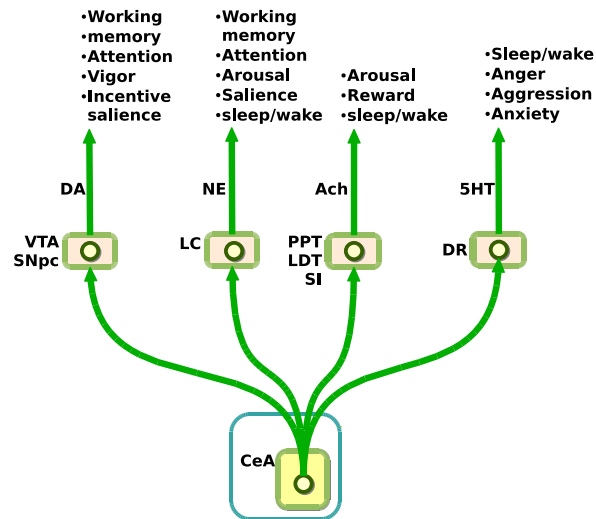 •Working
•memory
•Attention
•Vigor
•Incentive
salience
•Working
memory
•Attention
•Arousal
•Salience
•sleep/wake
•Arousal
•Reward
•sleep/wake
•Sleep/wake
•Anger
•Aggression
•Anxiety
DA
NE
Ach
5HT
VTA
SNpc
LC
PPT
LDT
SI
DR
CeA